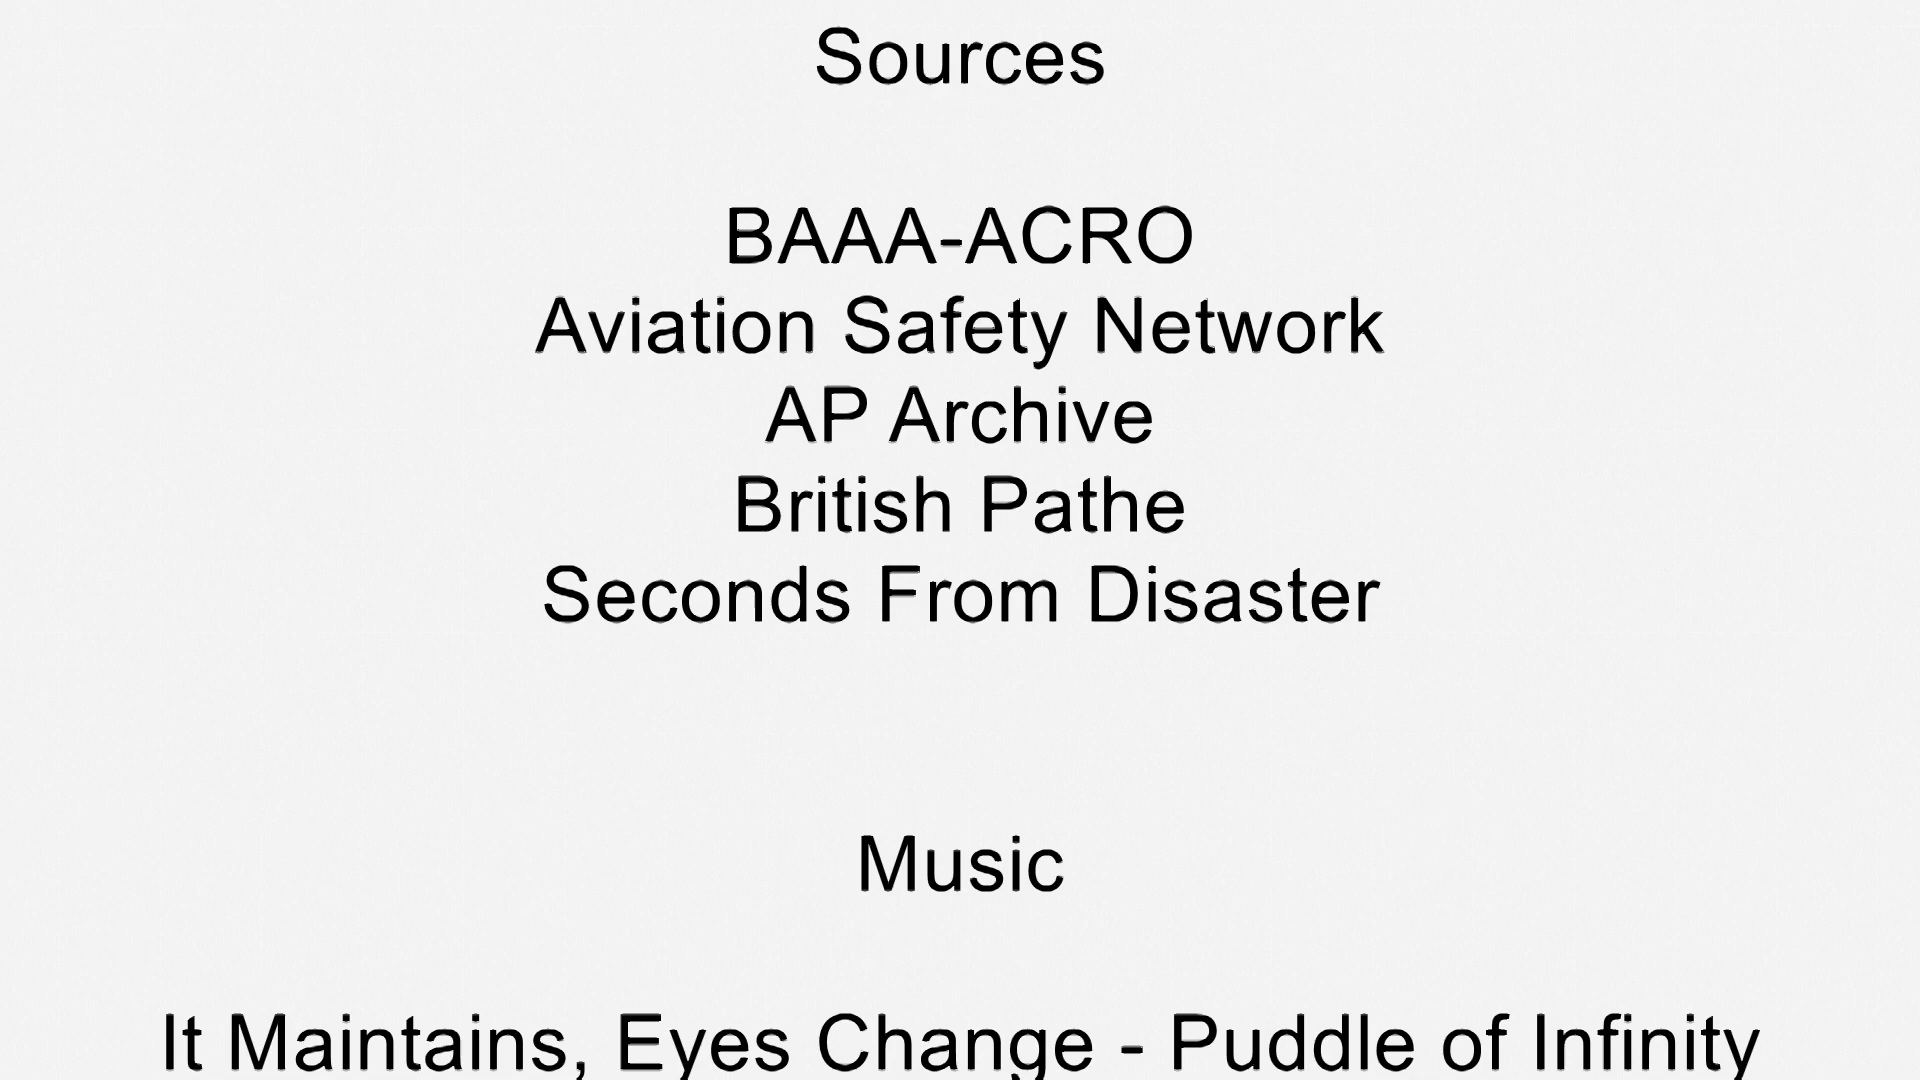 Sources
BAAA-ACRO
Aviation Safety Network
AP Archive
British Pathe
Seconds From Disaster
Music
It Maintains, Eyes Change - Puddle of Infinity